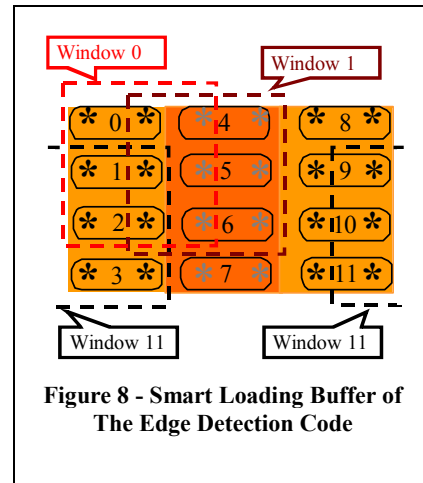 Window 0
Window 1
* 0 * * 4 * * 8 *
* 1 * * 5 * * 9 *
* 2 * * 6 * * 10 *
* 3 * * 7 * * 11 *
Window 11 Window 11
Figure 8 - Smart Loading Buffer of
The Edge Detection Code